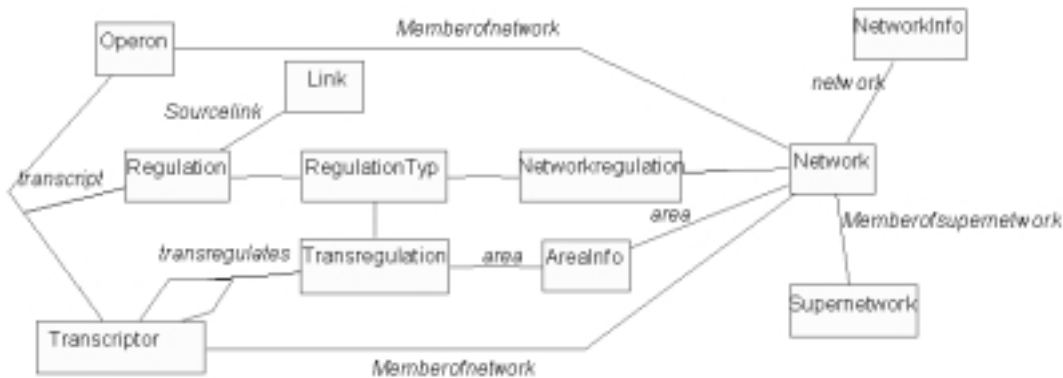 Memberofnetwork
Operon
NetworkInfo
Link
network
Sourcelink
Regulation
RegulationTyp
Networkregulation
Network
transcript
area
Memberofsupernetwork
transregulates
Transregulation
area
AreaInfo
Supernetwork
Transcriptor
Memberofnetwork